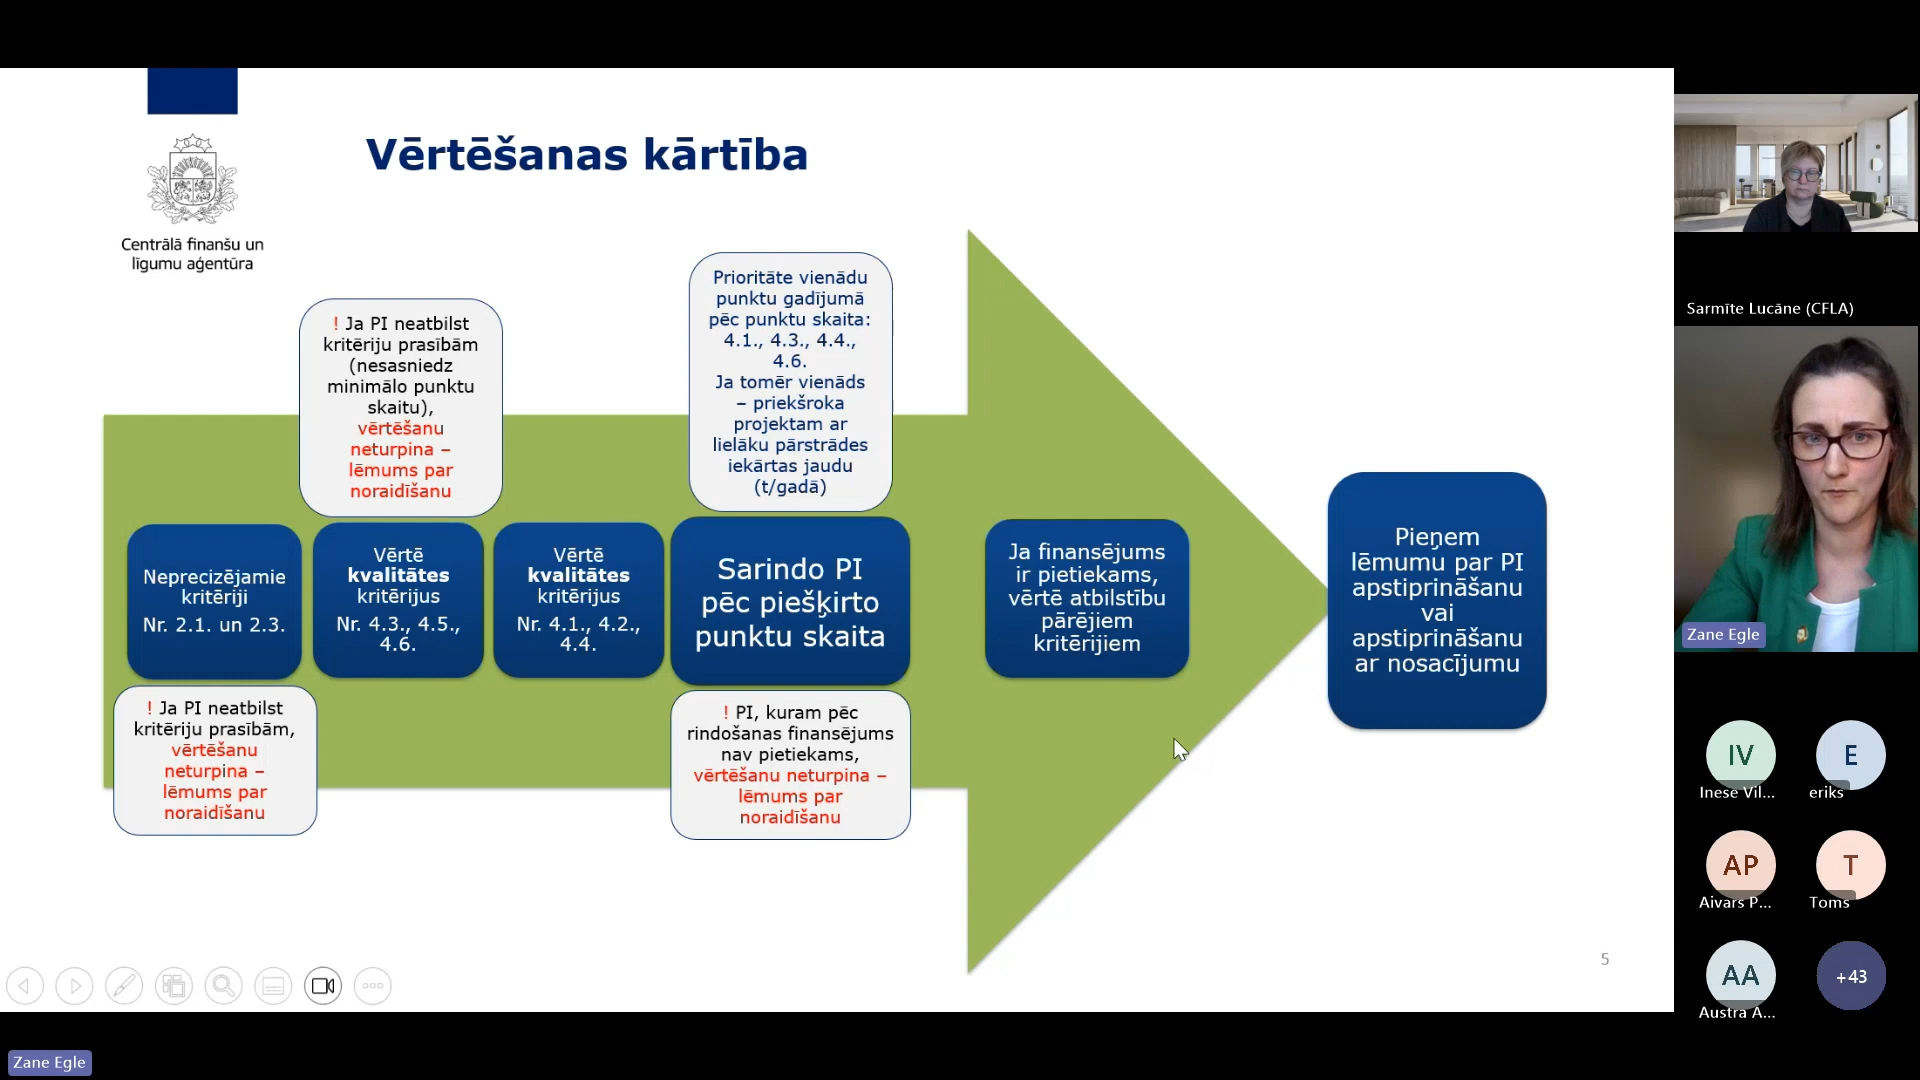 Vērtēšanas kārtība
Centrālā finanšu un
līgumu aģentūra
! Ja PI neatbilst
kritēriju prasībām
(nesasniedz
minimālo punktu
skaitu),
vērtēšanu
neturpina –
lēmums par
noraidīšanu
Prioritāte vienādu
punktu gadījumā
pēc punktu skaita:
4.1., 4.3., 4.4.,
4.6.
Ja tomēr vienāds
– priekšroka
projektam ar
lielāku pārstrādes
iekārtas jaudu
(t/gadā)
Neprecizējamie
kritēriji
Nr. 2.1. un 2.3.
Vērtē
kvalitātes
kritērijus
Nr. 4.3., 4.5.,
4.6.
Vērtē
kvalitātes
kritērijus
Nr. 4.1., 4.2.,
4.4.
Sarindo PI
pēc piešķirto
punktu skaita
Ja finansējums
ir pietiekams,
vērtē atbilstību
pārējiem
kritērijiem
Pieņem
lēmumu par PI
apstiprināšanu
vai
apstiprināšanu
ar nosacījumu
! Ja PI neatbilst
kritēriju prasībām,
vērtēšanu
neturpina –
lēmums par
noraidīšanu
! PI, kuram pēc
rindošanas finansējums
nav pietiekams,
vērtēšanu neturpina –
lēmums par
noraidīšanu
5
Sarmīte Lucāne (CFLA)
Zane Egle
IV
Inese Vil...
E
eriks
AP
Aivars P...
T
Toms
AA
Austra A...
+43
Zane Egle